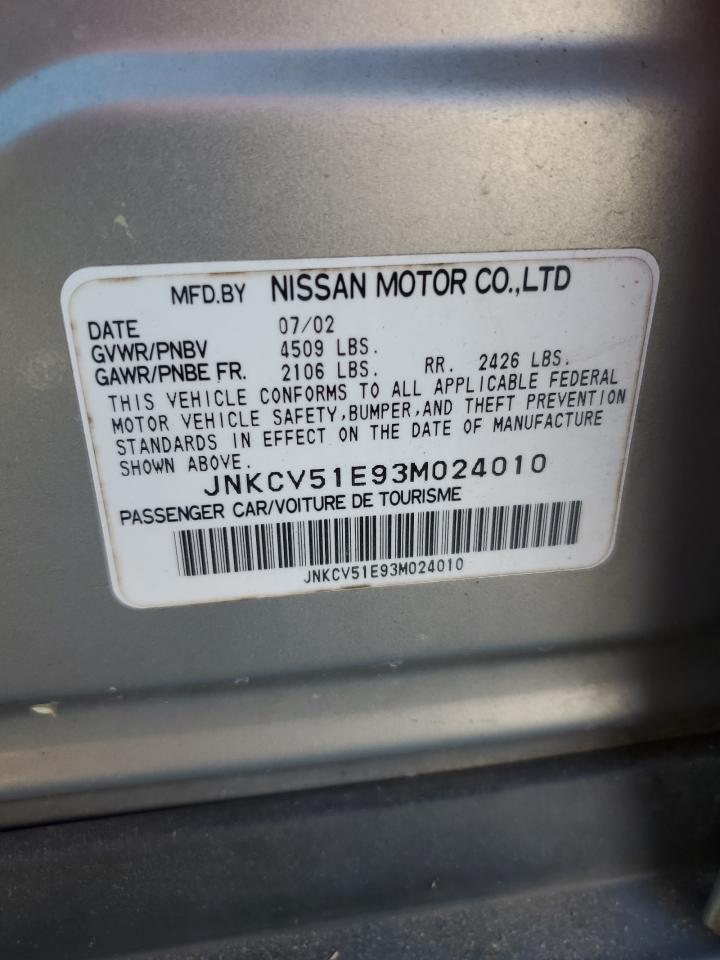 MFD.BY NISSAN MOTOR CO.,LTD
DATE 07/02
GVWR/PNBV 4509 LBS.
GAWR/PNBE FR. 2106 LBS. RR. 2426 LBS.
THIS VEHICLE CONFORMS TO ALL APPLICABLE FEDERAL
MOTOR VEHICLE SAFETY,BUMPER,AND THEFT PREVENTION
STANDARDS IN EFFECT ON THE DATE OF MANUFACTURE
SHOWN ABOVE.
JNKCV51E93M024010
PASSENGER CAR/VOITURE DE TOURISME
JNKCV51E93M024010